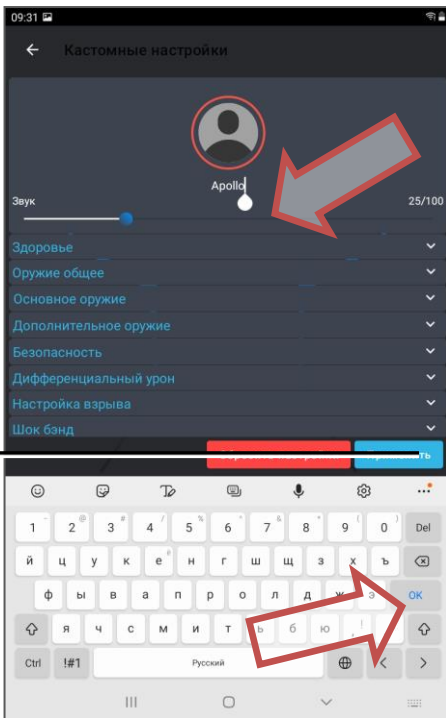 09:31
Кастомные настройки
Apollo
Звук 25/100
Здоровье
Оружие общее
Основное оружие
Дополнительное оружие
Безопасность
Дифференциальный урон
Настройка взрыва
Шок бэнд
1 2 @ 3 # 4 / 5 % 6 ^ 7 & 8 * 9 ( 0 ) Del
й ц у к е ё н г ш щ з х ъ
ф ы в а п р о л д ж э OK
я ч с м и т ь б ю , !
Ctrl !#1 Русский < >